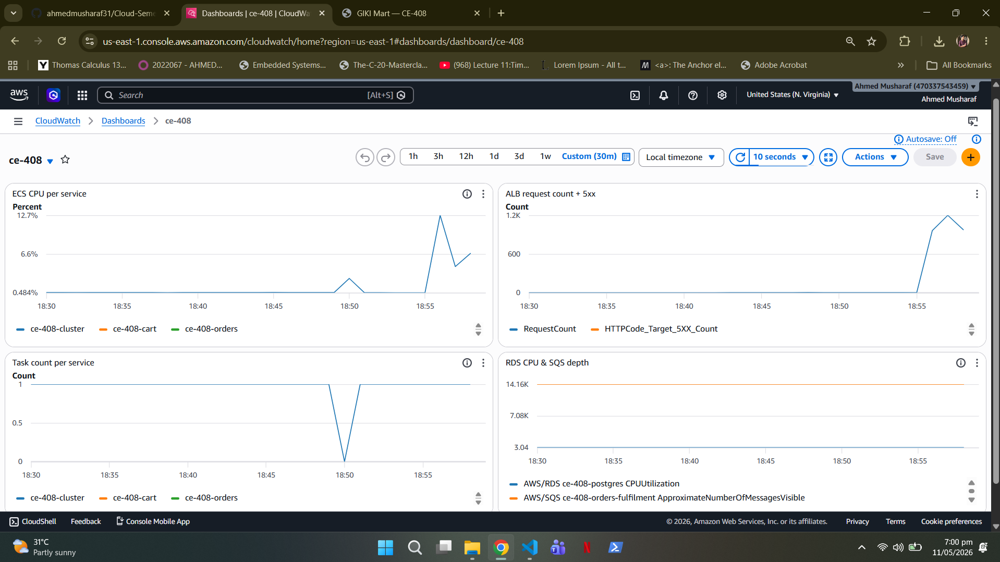 ahmedmusharaf31/Cloud-Seme
Dashboards | ce-408 | CloudWa
GIKI Mart — CE-408
us-east-1.console.aws.amazon.com/cloudwatch/home?region=us-east-1#dashboards/dashboard/ce-408
Thomas Calculus 13...
2022067 - AHMED...
Embedded Systems...
The-C-20-Mastercla...
(968) Lecture 11:Tim...
Lorem Ipsum - All t...
<a>: The Anchor el...
Adobe Acrobat
All Bookmarks
aws
Search
[Alt+S]
United States (N. Virginia)
Ahmed Musharaf (470337543459)
Ahmed Musharaf
CloudWatch
Dashboards
ce-408
Autosave: Off
ce-408
1h
3h
12h
1d
3d
1w
Custom (30m)
Local timezone
10 seconds
Actions
Save
ECS CPU per service
Percent
12.7%
6.6%
0.484%
18:30
18:35
18:40
18:45
18:50
18:55
ce-408-cluster
ce-408-cart
ce-408-orders
ALB request count + 5xx
Count
1.2K
600
0
18:30
18:35
18:40
18:45
18:50
18:55
RequestCount
HTTPCode_Target_5XX_Count
Task count per service
Count
1
0.5
0
18:30
18:35
18:40
18:45
18:50
18:55
ce-408-cluster
ce-408-cart
ce-408-orders
RDS CPU & SQS depth
14.16K
7.08K
3.04
18:30
18:35
18:40
18:45
18:50
18:55
AWS/RDS ce-408-postgres CPUUtilization
AWS/SQS ce-408-orders-fulfilment ApproximateNumberOfMessagesVisible
CloudShell
Feedback
Console Mobile App
© 2026, Amazon Web Services, Inc. or its affiliates.
Privacy
Terms
Cookie preferences
31°C
Partly sunny
7:00 pm
11/05/2026